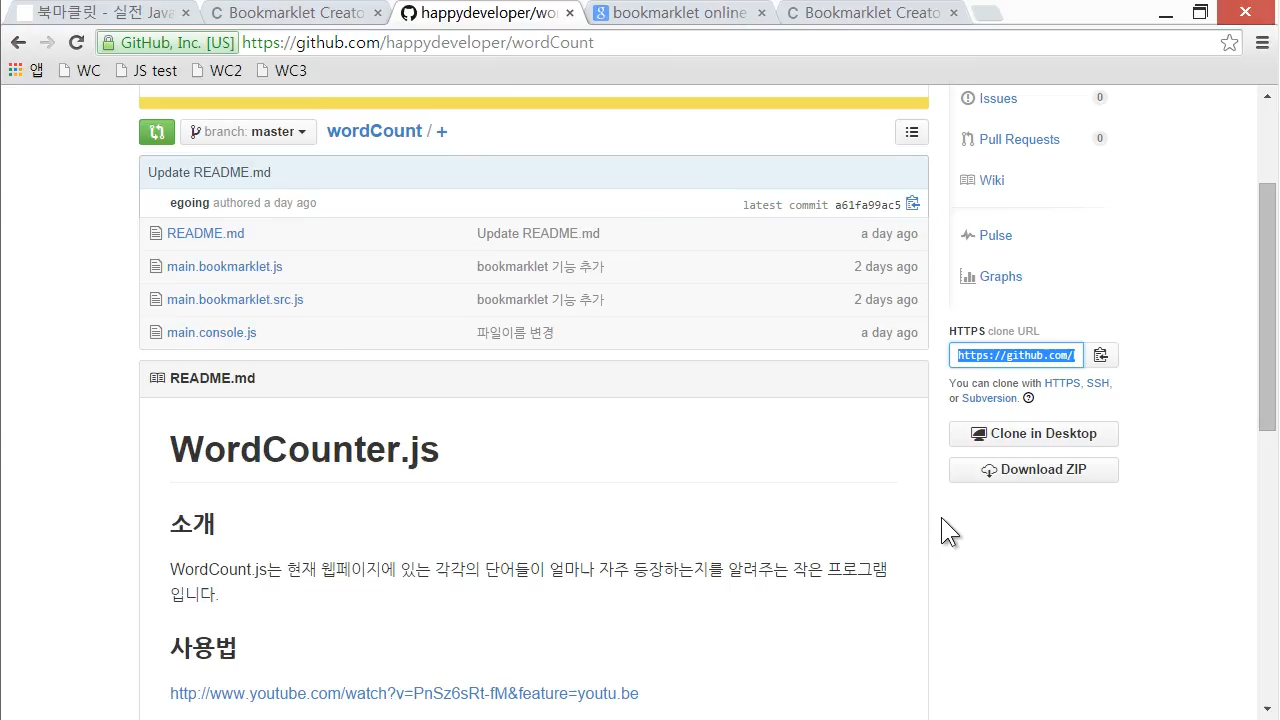 북마클릿 - 실전 Java
Bookmarklet Creato
happydeveloper/wor
bookmarklet online
Bookmarklet Creato
GitHub, Inc. [US] https://github.com/happydeveloper/wordCount
앱 WC JS test WC2 WC3
branch: master wordCount / +
Update README.md
egoing authored a day ago latest commit a61fa99ac5
README.md Update README.md a day ago
main.bookmarklet.js bookmarklet 기능 추가 2 days ago
main.bookmarklet.src.js bookmarklet 기능 추가 2 days ago
main.console.js 파일이름 변경 a day ago
README.md
WordCounter.js
소개
WordCount.js는 현재 웹페이지에 있는 각각의 단어들이 얼마나 자주 등장하는지를 알려주는 작은 프로그램
입니다.
사용법
http://www.youtube.com/watch?v=PnSz6sRt-fM&feature=youtu.be
Issues 0
Pull Requests 0
Wiki
Pulse
Graphs
HTTPS clone URL
https://github.com/
You can clone with HTTPS, SSH,
or Subversion.
Clone in Desktop
Download ZIP